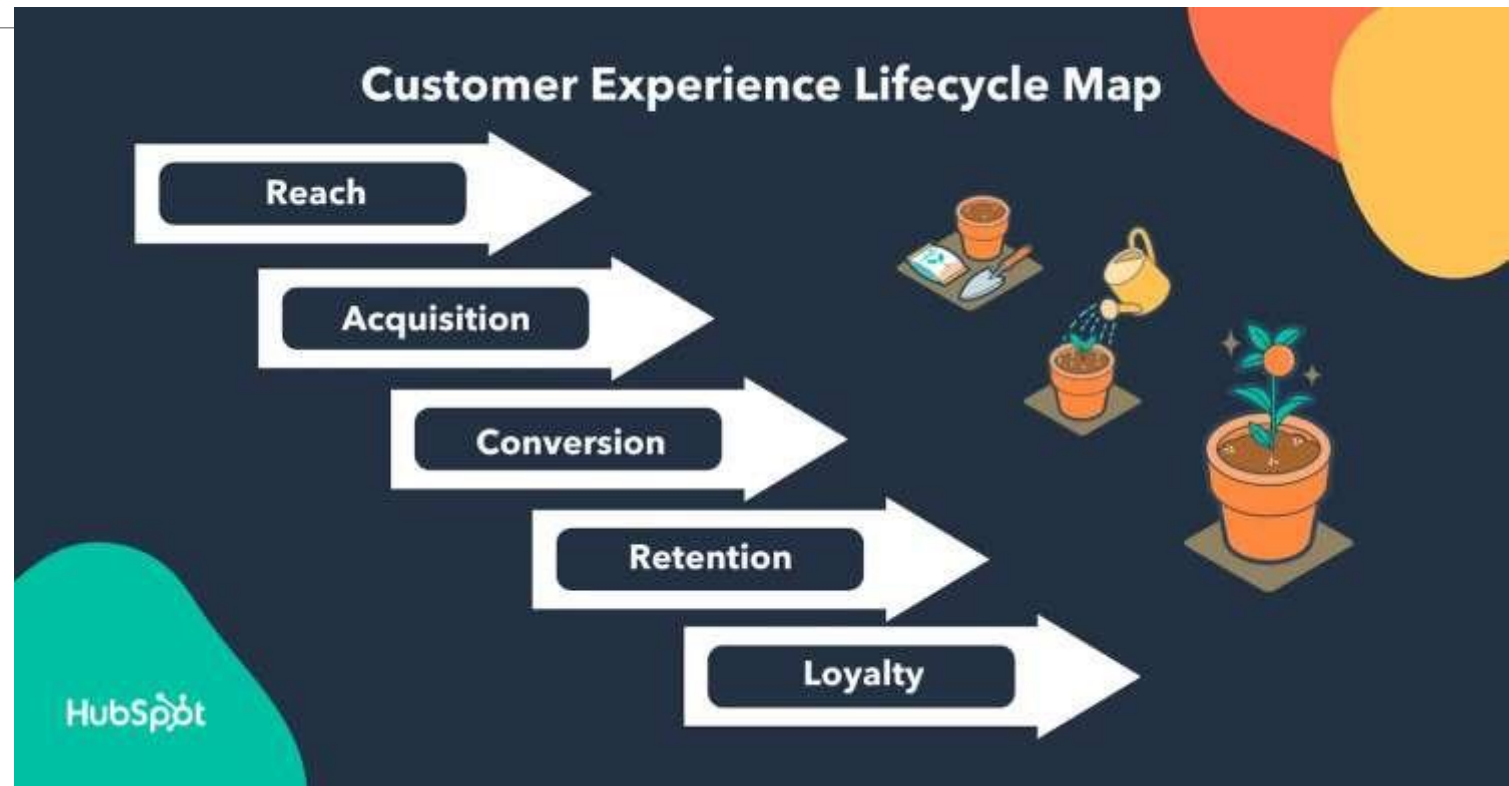 Customer Experience Lifecycle Map
Reach
Acquisition
Conversion
Retention
Loyalty
HubSpot